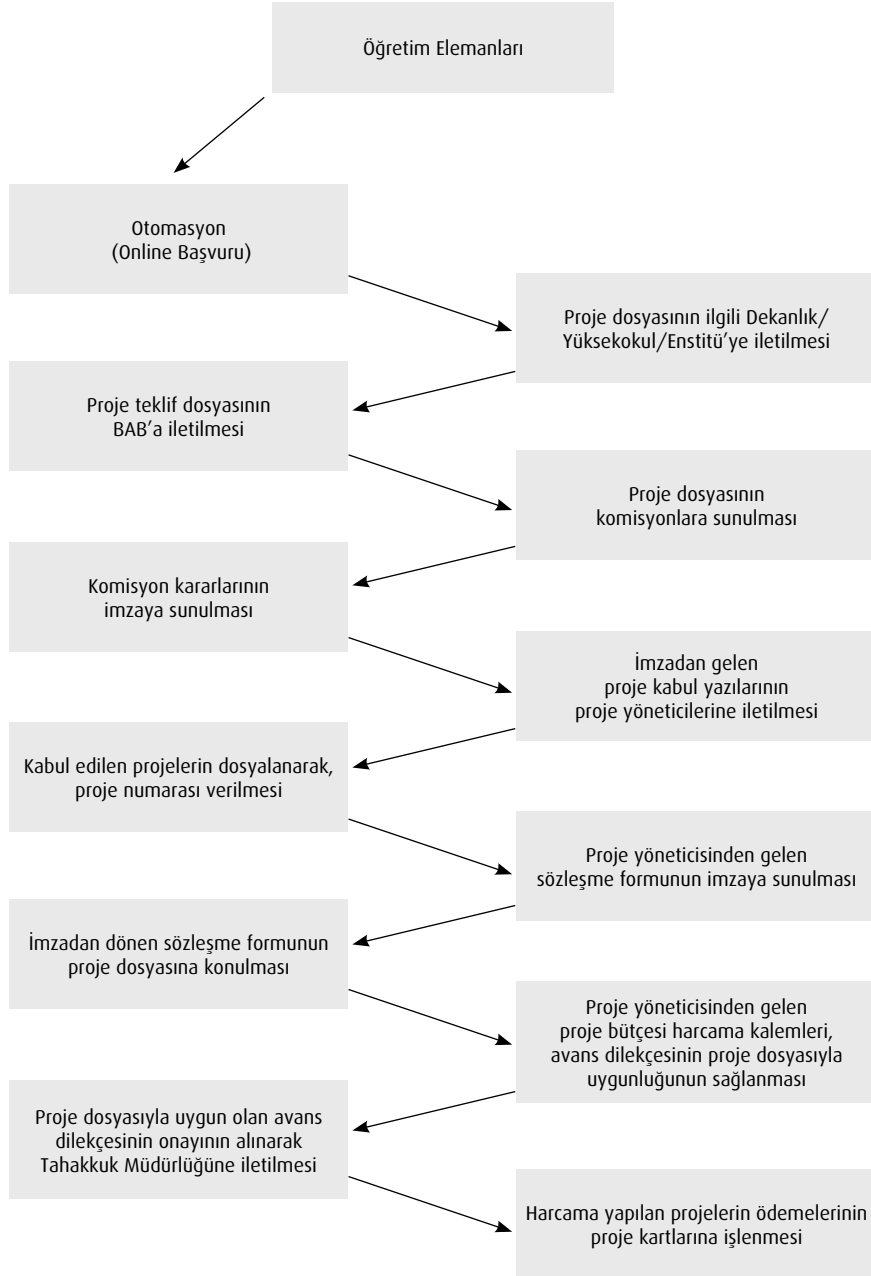 Öğretim Elemanları
Otomasyon
(Online Başvuru)
Proje dosyasının ilgili Dekanlık/
Yüksekokul/Enstitü’ye iletilmesi
Proje teklif dosyasının
BAB’a iletilmesi
Proje dosyasının
komisyonlara sunulması
Komisyon kararlarının
imzaya sunulması
İmzadan gelen
proje kabul yazılarının
proje yöneticilerine iletilmesi
Kabul edilen projelerin dosyalanarak,
proje numarası verilmesi
Proje yöneticisinden gelen
sözleşme formunun imzaya sunulması
İmzadan dönen sözleşme formunun
proje dosyasına konulması
Proje yöneticisinden gelen
proje bütçesi harcama kalemleri,
avans dilekçesinin proje dosyasıyla
uygunluğunun sağlanması
Proje dosyasıyla uygun olan avans
dilekçesinin onayının alınarak
Tahakkuk Müdürlüğüne iletilmesi
Harcama yapılan projelerin ödemelerinin
proje kartlarına işlenmesi